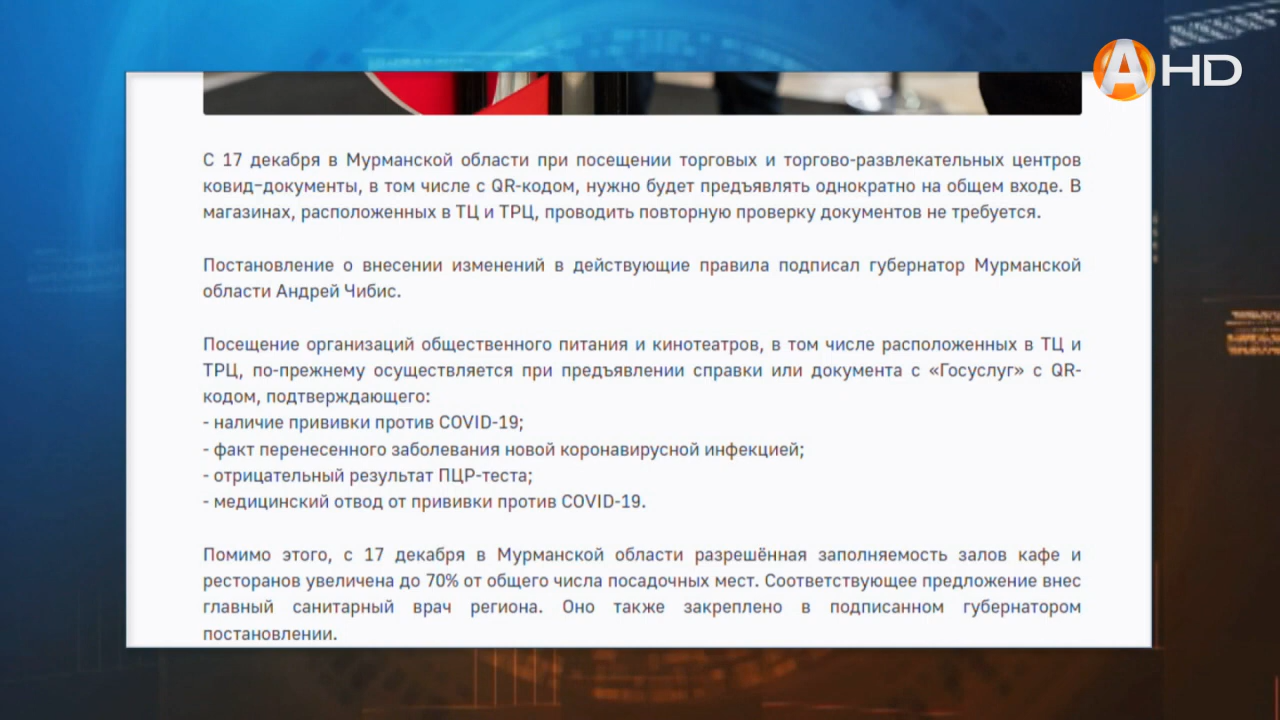 АHD
С 17 декабря в Мурманской области при посещении торговых и торгово-развлекательных центров
ковид-документы, в том числе с QR-кодом, нужно будет предъявлять однократно на общем входе. В
магазинах, расположенных в ТЦ и ТРЦ, проводить повторную проверку документов не требуется.
Постановление о внесении изменений в действующие правила подписал губернатор Мурманской
области Андрей Чибис.
Посещение организаций общественного питания и кинотеатров, в том числе расположенных в ТЦ и
ТРЦ, по-прежнему осуществляется при предъявлении справки или документа с «Госуслуг» с QR-
кодом, подтверждающего:
- наличие прививки против COVID-19;
- факт перенесенного заболевания новой коронавирусной инфекцией;
- отрицательный результат ПЦР-теста;
- медицинский отвод от прививки против COVID-19.
Помимо этого, с 17 декабря в Мурманской области разрешённая заполняемость залов кафе и
ресторанов увеличена до 70% от общего числа посадочных мест. Соответствующее предложение внес
главный санитарный врач региона. Оно также закреплено в подписанном губернатором
постановлении.